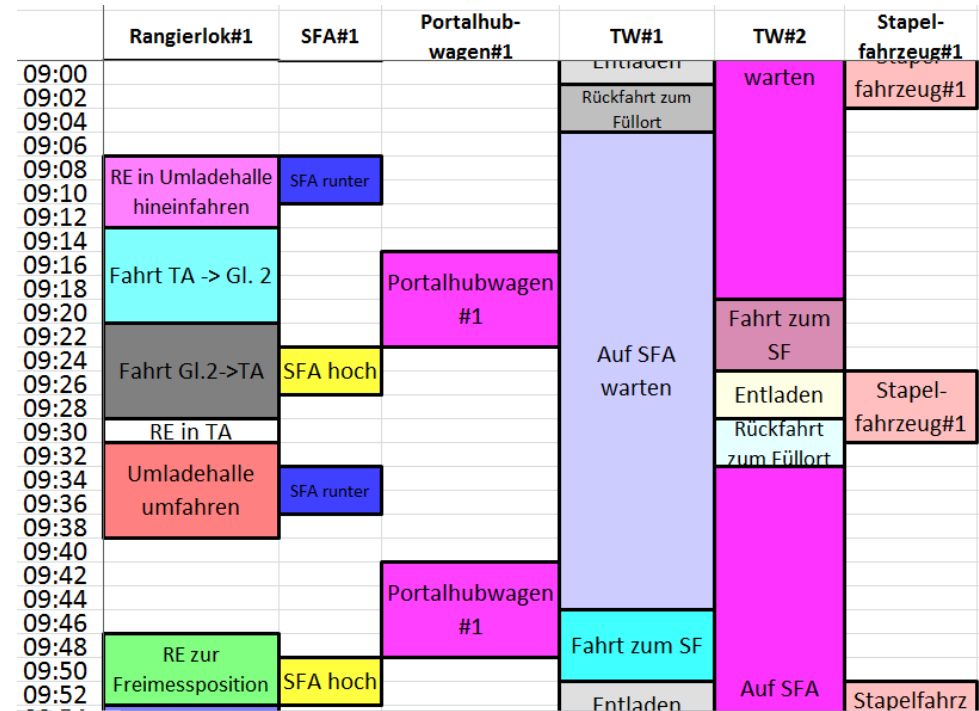 Rangierlok#1 SFA#1 Portalhub- TW#1 TW#2 Stapel-
wagen#1 fahrzeug#1
Entladen Stapel-
09:00 warten fahrzeug#1
09:02 Rückfahrt zum
09:04 Füllort
09:06
09:08 RE in Umladehalle SFA runter
09:10 hineinfahren
09:12
09:14
09:16 Fahrt TA -> Gl. 2 Portalhubwagen
09:18 #1
09:20 Fahrt zum
09:22 SF
09:24 Fahrt Gl.2->TA SFA hoch Auf SFA
09:26 warten Entladen Stapel-
09:28 Rückfahrt fahrzeug#1
09:30 RE in TA zum Füllort
09:32 Umladehalle
09:34 umfahren SFA runter
09:36
09:38
09:40
09:42 Portalhubwagen
09:44 #1
09:46
09:48 RE zur Fahrt zum SF
09:50 Freimessposition SFA hoch Auf SFA
09:52 Entladen Stapelfahrz